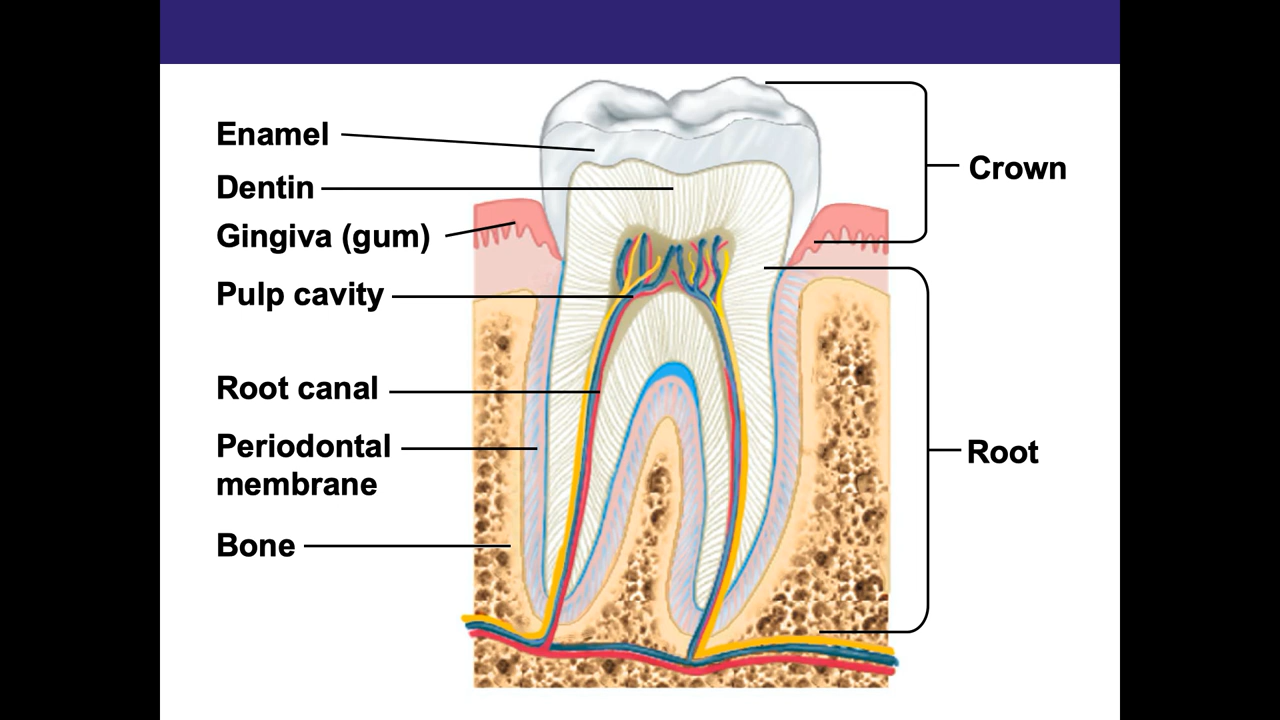 Enamel
Dentin
Gingiva (gum)
Pulp cavity
Root canal
Periodontal
membrane
Bone
Crown
Root